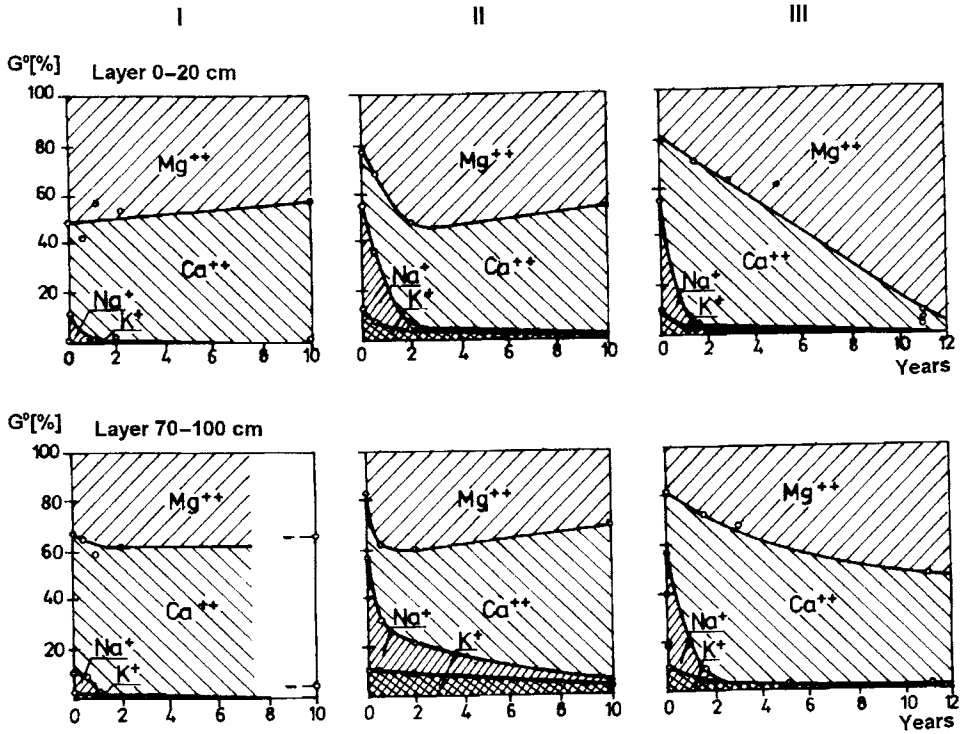 I II III
G⁰[%] Layer 0–20 cm
100
80
60
40
20
Mg⁺⁺
Ca⁺⁺
Na⁺
K⁺
0 2 4 6 8 10
Mg⁺⁺
Ca⁺⁺
Na⁺
K⁺
0 2 4 6 8 10
Mg⁺⁺
Ca⁺⁺
Na⁺
K⁺
0 2 4 6 8 10 12
Years
G⁰[%] Layer 70–100 cm
100
80
60
40
20
Mg⁺⁺
Ca⁺⁺
Na⁺
K⁺
0 2 4 6 8 10
Mg⁺⁺
Ca⁺⁺
Na⁺
K⁺
0 2 4 6 8 10
Mg⁺⁺
Ca⁺⁺
Na⁺
K⁺
0 2 4 6 8 10 12
Years